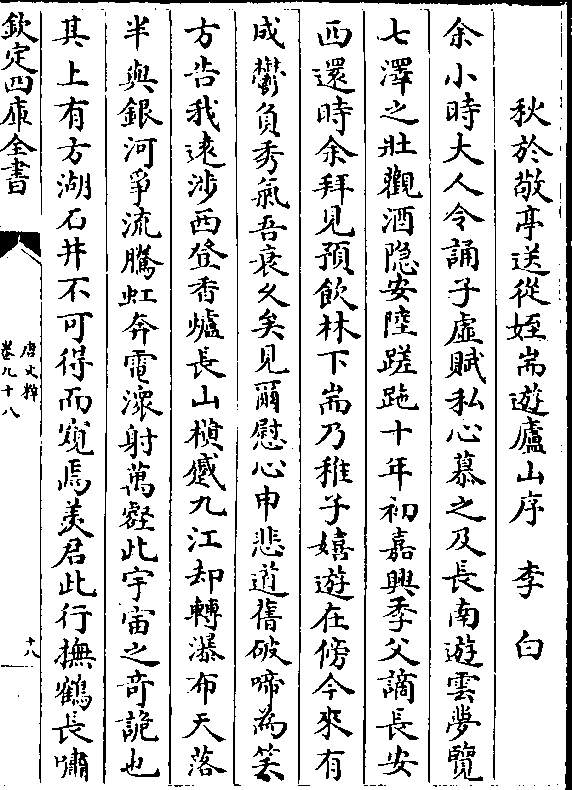 秋於敬亭送從姪耑遊廬山序　李白
余小時大人令誦子虛賦私心慕之及長南遊雲夢覽
七澤之壯觀酒隐安陸蹉跎十年初嘉興季父謫長安
西還時余拜見預飲林下耑乃稚子嬉遊在傍今來有
成鬱負秀氣吾衰久矣見爾慰心申悲道舊破啼為笑
方告我逺涉西登香爐長山横蹙九江却轉瀑布天落
半與銀河爭流騰虹奔電潨射萬壑此宇宙之奇詭也
其上有方湖石井不可得而窺焉羡君此行撫鶴長嘯
欽定四庫全書
唐文粹
卷九十八
十八